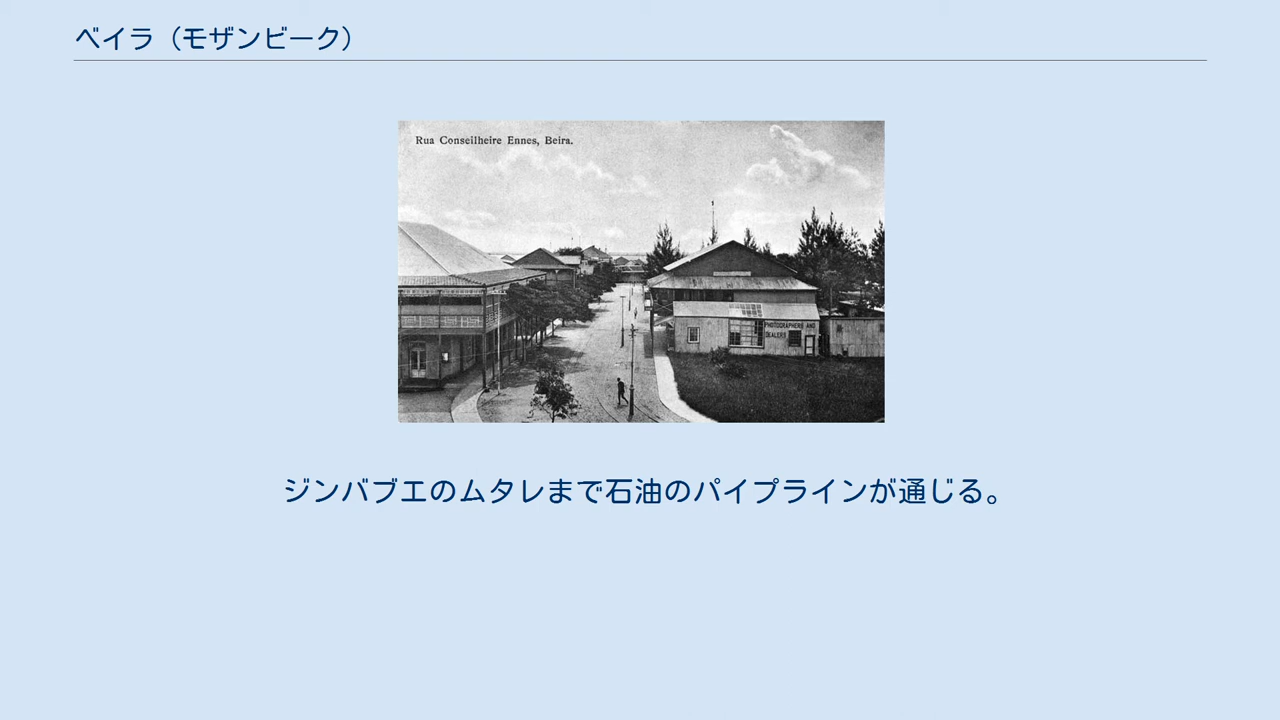 ベイラ（モザンビーク）
Rua Conseilheire Ennes, Beira.
PHOTOGRAPHERS AND
DEALERS
ジンバブエのムタレまで石油のパイプラインが通じる。